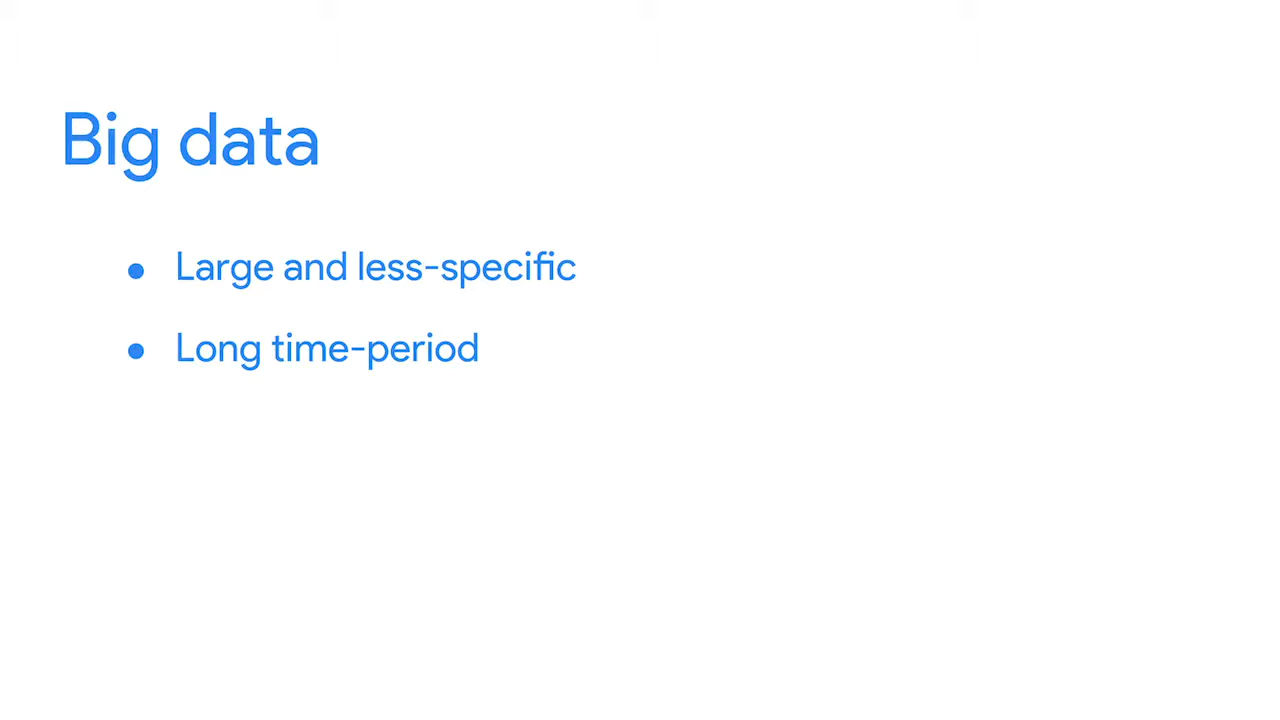 Big data
● Large and less-specific
● Long time-period